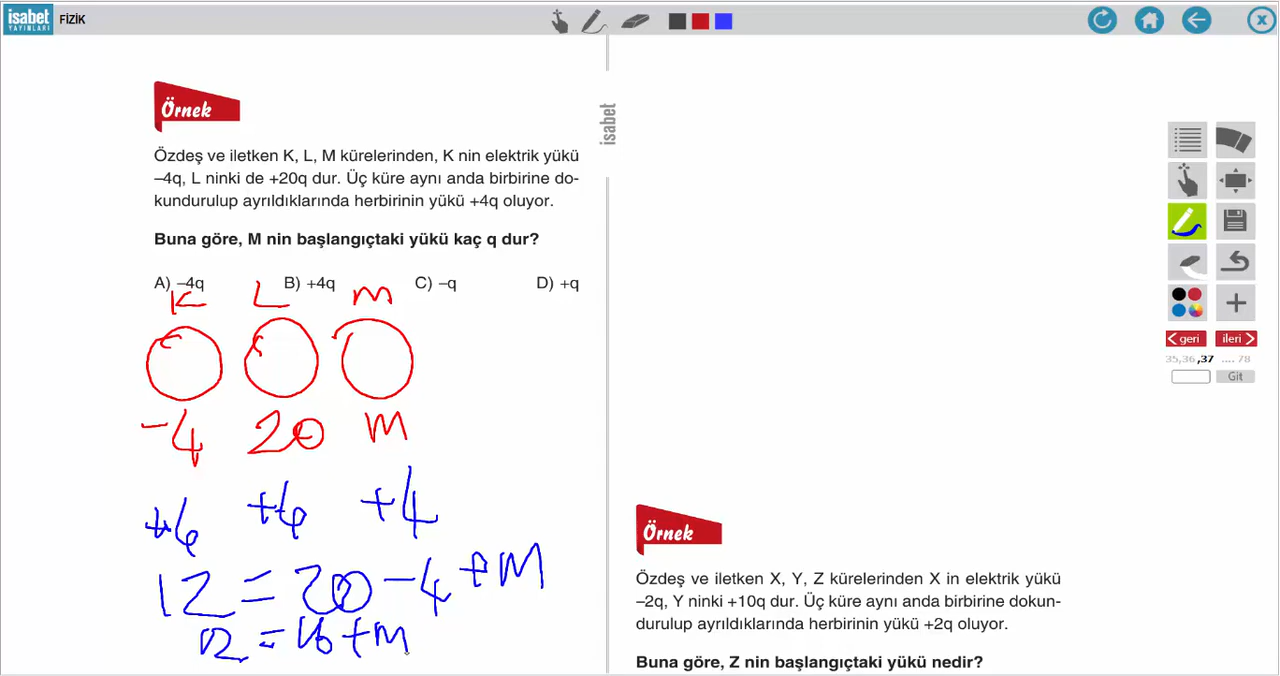 isabet
YAYINLARI
FİZİK
isabet
Örnek
Özdeş ve iletken K, L, M kürelerinden, K nin elektrik yükü
–4q, L ninki de +20q dur. Üç küre aynı anda birbirine do-
kundurulup ayrıldıklarında herbirinin yükü +4q oluyor.
Buna göre, M nin başlangıçtaki yükü kaç q dur?
A) –4q B) +4q C) –q D) +q
K L M
-4 20 M
+4 +4 +4
12 = 20 - 4 + M
12 = 16 + M
Örnek
Özdeş ve iletken X, Y, Z kürelerinden X in elektrik yükü
–2q, Y ninki +10q dur. Üç küre aynı anda birbirine dokun-
durulup ayrıldıklarında herbirinin yükü +2q oluyor.
Buna göre, Z nin başlangıçtaki yükü nedir?
geri ileri
35,36 ,37 .... 78
Git